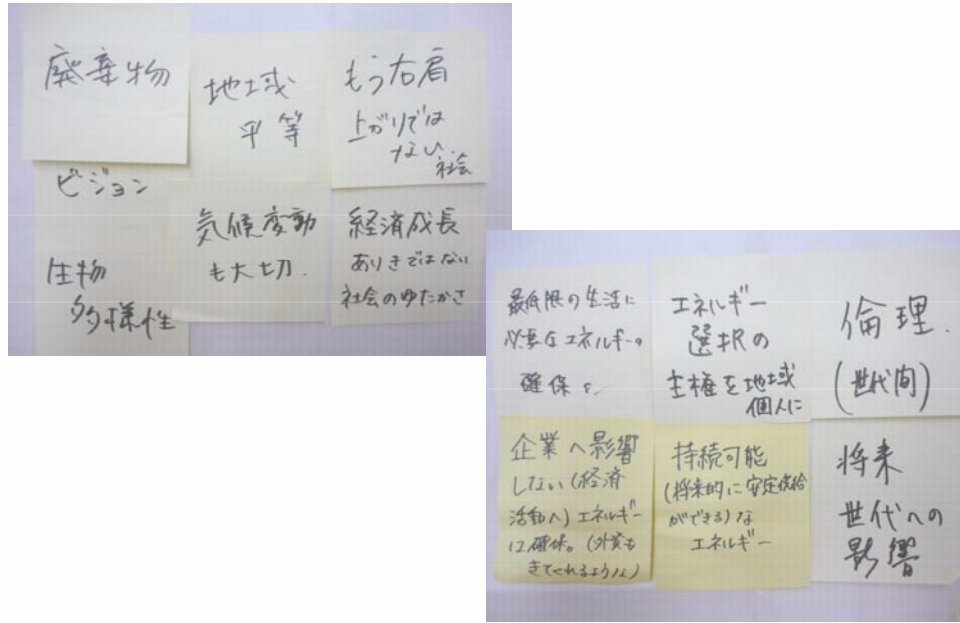 廃棄物
地域
平等
もう右肩
上がりでは
ない
社会
ビジョン
生物
多様性
気候変動
も大切.
経済成長
ありきではない
社会のゆたかさ
最低限の生活に
必要なエネルギーの
確保を
エネルギー
選択の
主権を地域
個人に
倫理.
(世代間)
企業へ影響
しない(経済
活動へ)エネルギー
の確保。(外資も
きてくれるような)
持続可能
(将来的に安定供給
ができる)な
エネルギー
将来
世代への
影響